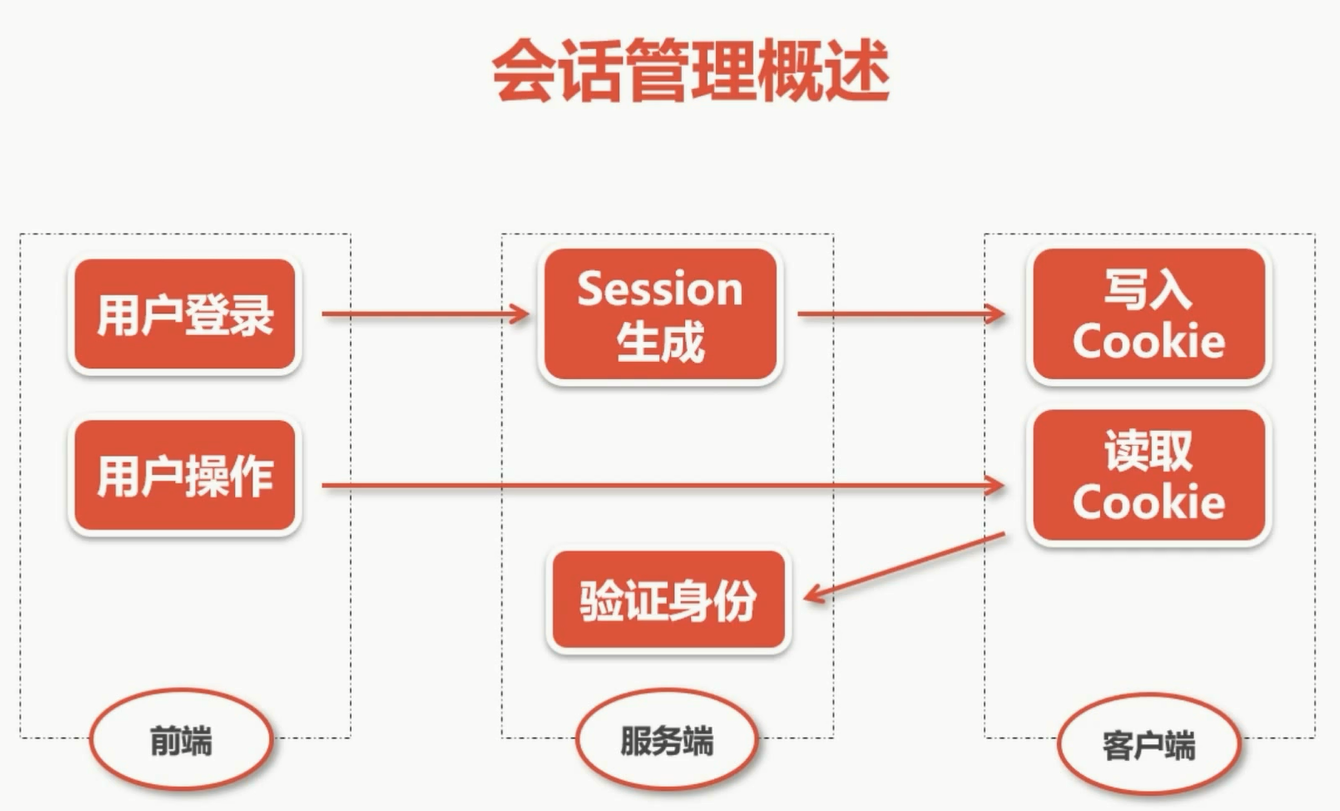 会话管理概述
用户登录
Session
生成
写入
Cookie
用户操作
读取
Cookie
验证身份
前端
服务端
客户端